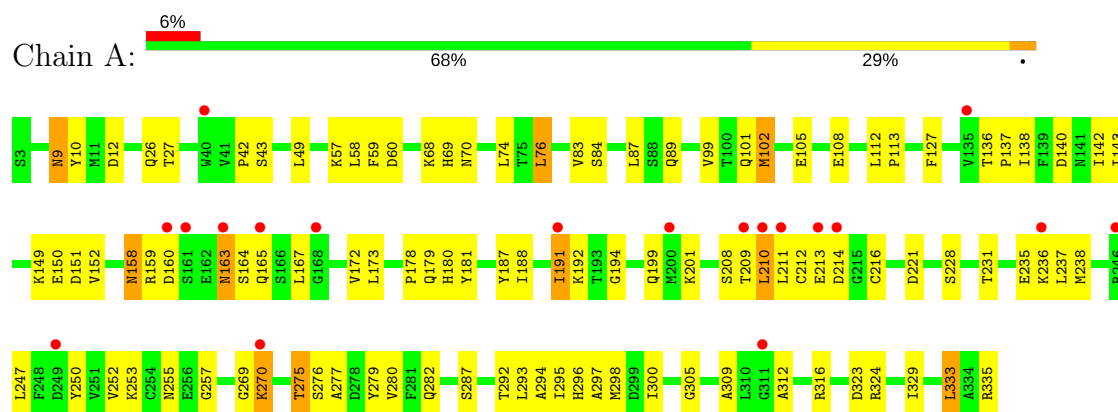 6%
Chain A:
68% 29% •
S3 N9 Y10 M11 D12 Q26 T27 W40 V41 P42 S43 L49 K57 L58 F59 D60 K68 H69 N70 L74 T75 L76 V83 S84 L87 S88 Q89 V99 T100 Q101 M102 E105 E108 L112 P113 F127 V135 T136 P137 I138 F139 D140 N141 I142
K149 E150 D151 V152 N158 R159 D160 S161 E162 N163 S164 Q165 S166 L167 G168 V172 L173 P178 Q179 H180 Y181 Y187 I188 I191 K192 T193 G194 Q199 M200 K201 S208 T209 L210 L211 C212 E213 D214 G215 C216 D221 S228 T231 E235 K236 L237 M238
L247 F248 D249 Y250 V251 V252 K253 C254 N255 E256 G257 G269 K270 T275 S276 A277 D278 Y279 V280 F281 Q282 S287 T292 L293 A294 I295 H296 A297 M298 D299 I300 G305 A309 L310 G311 A312 R316 D323 R324 I329 L333 A334 R335